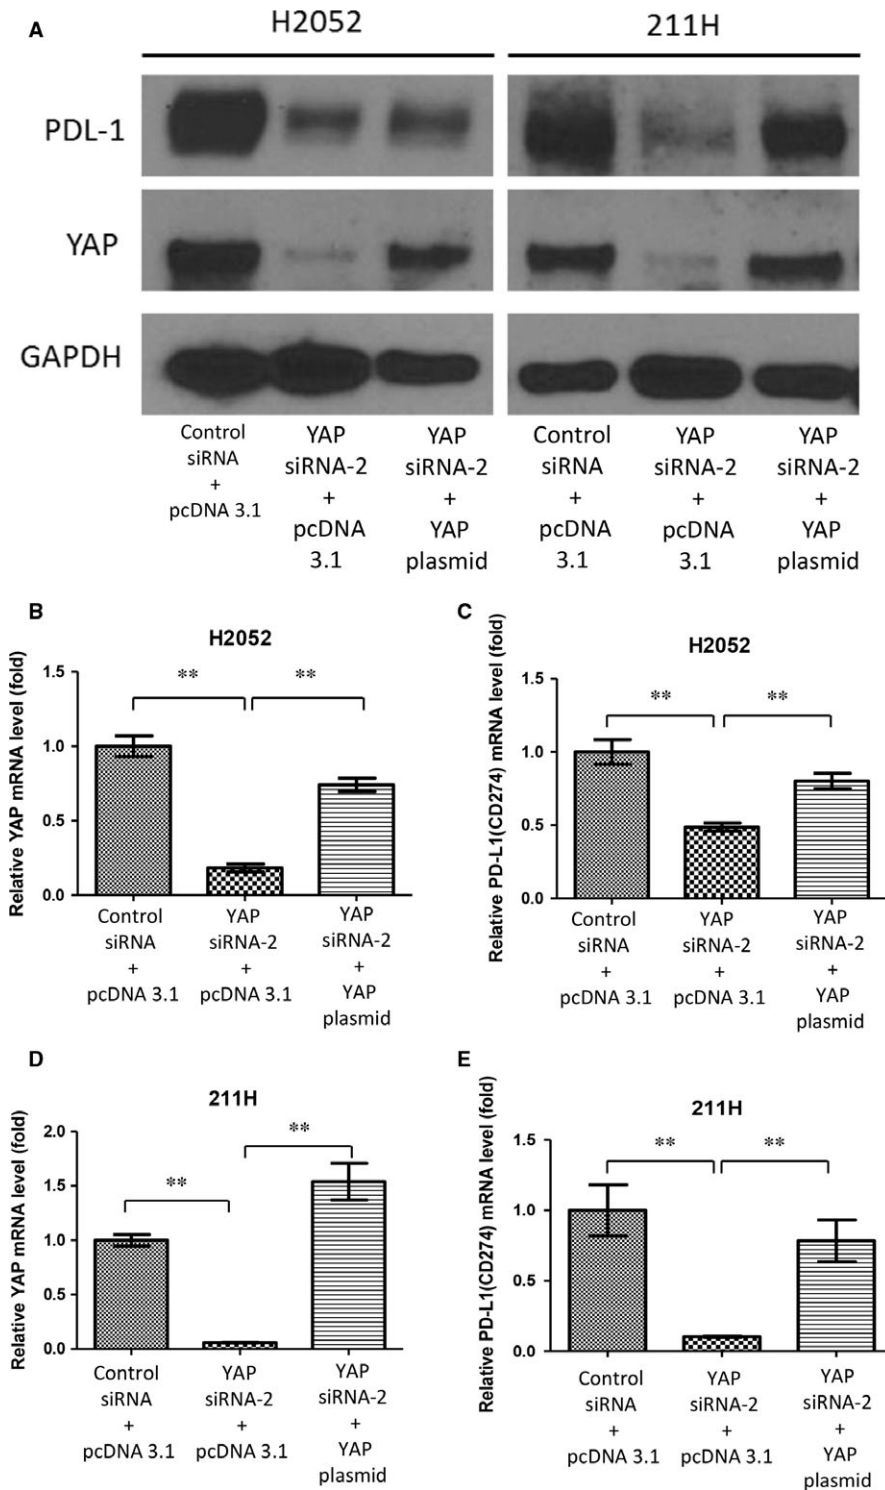 A
H2052
211H
PDL-1
YAP
GAPDH
Control
siRNA
+
pcDNA 3.1
YAP
siRNA-2
+
pcDNA
3.1
YAP
siRNA-2
+
YAP
plasmid
Control
siRNA
+
pcDNA
3.1
YAP
siRNA-2
+
pcDNA
3.1
YAP
siRNA-2
+
YAP
plasmid
B
H2052
Relative YAP mRNA level (fold)
1.5
1.0
0.5
0.0
**
**
Control
siRNA
+
pcDNA 3.1
YAP
siRNA-2
+
pcDNA 3.1
YAP
siRNA-2
+
YAP
plasmid
C
H2052
Relative PD-L1(CD274) mRNA level (fold)
1.5
1.0
0.5
0.0
**
**
Control
siRNA
+
pcDNA 3.1
YAP
siRNA-2
+
pcDNA 3.1
YAP
siRNA-2
+
YAP
plasmid
D
211H
Relative YAP mRNA level (fold)
2.0
1.5
1.0
0.5
0.0
**
**
Control
siRNA
+
pcDNA 3.1
YAP
siRNA-2
+
pcDNA 3.1
YAP
siRNA-2
+
YAP
plasmid
E
211H
Relative PD-L1(CD274) mRNA level (fold)
1.5
1.0
0.5
0.0
**
**
Control
siRNA
+
pcDNA 3.1
YAP
siRNA-2
+
pcDNA 3.1
YAP
siRNA-2
+
YAP
plasmid